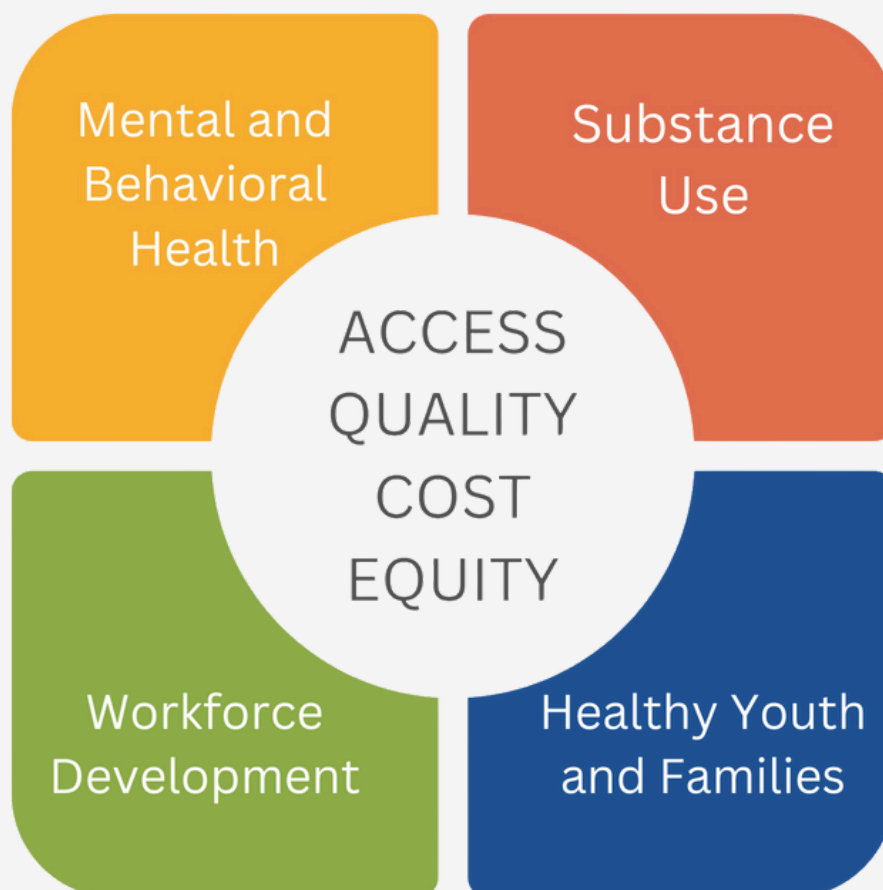 Mental and
Behavioral
Health
Substance
Use
ACCESS
QUALITY
COST
EQUITY
Workforce
Development
Healthy Youth
and Families